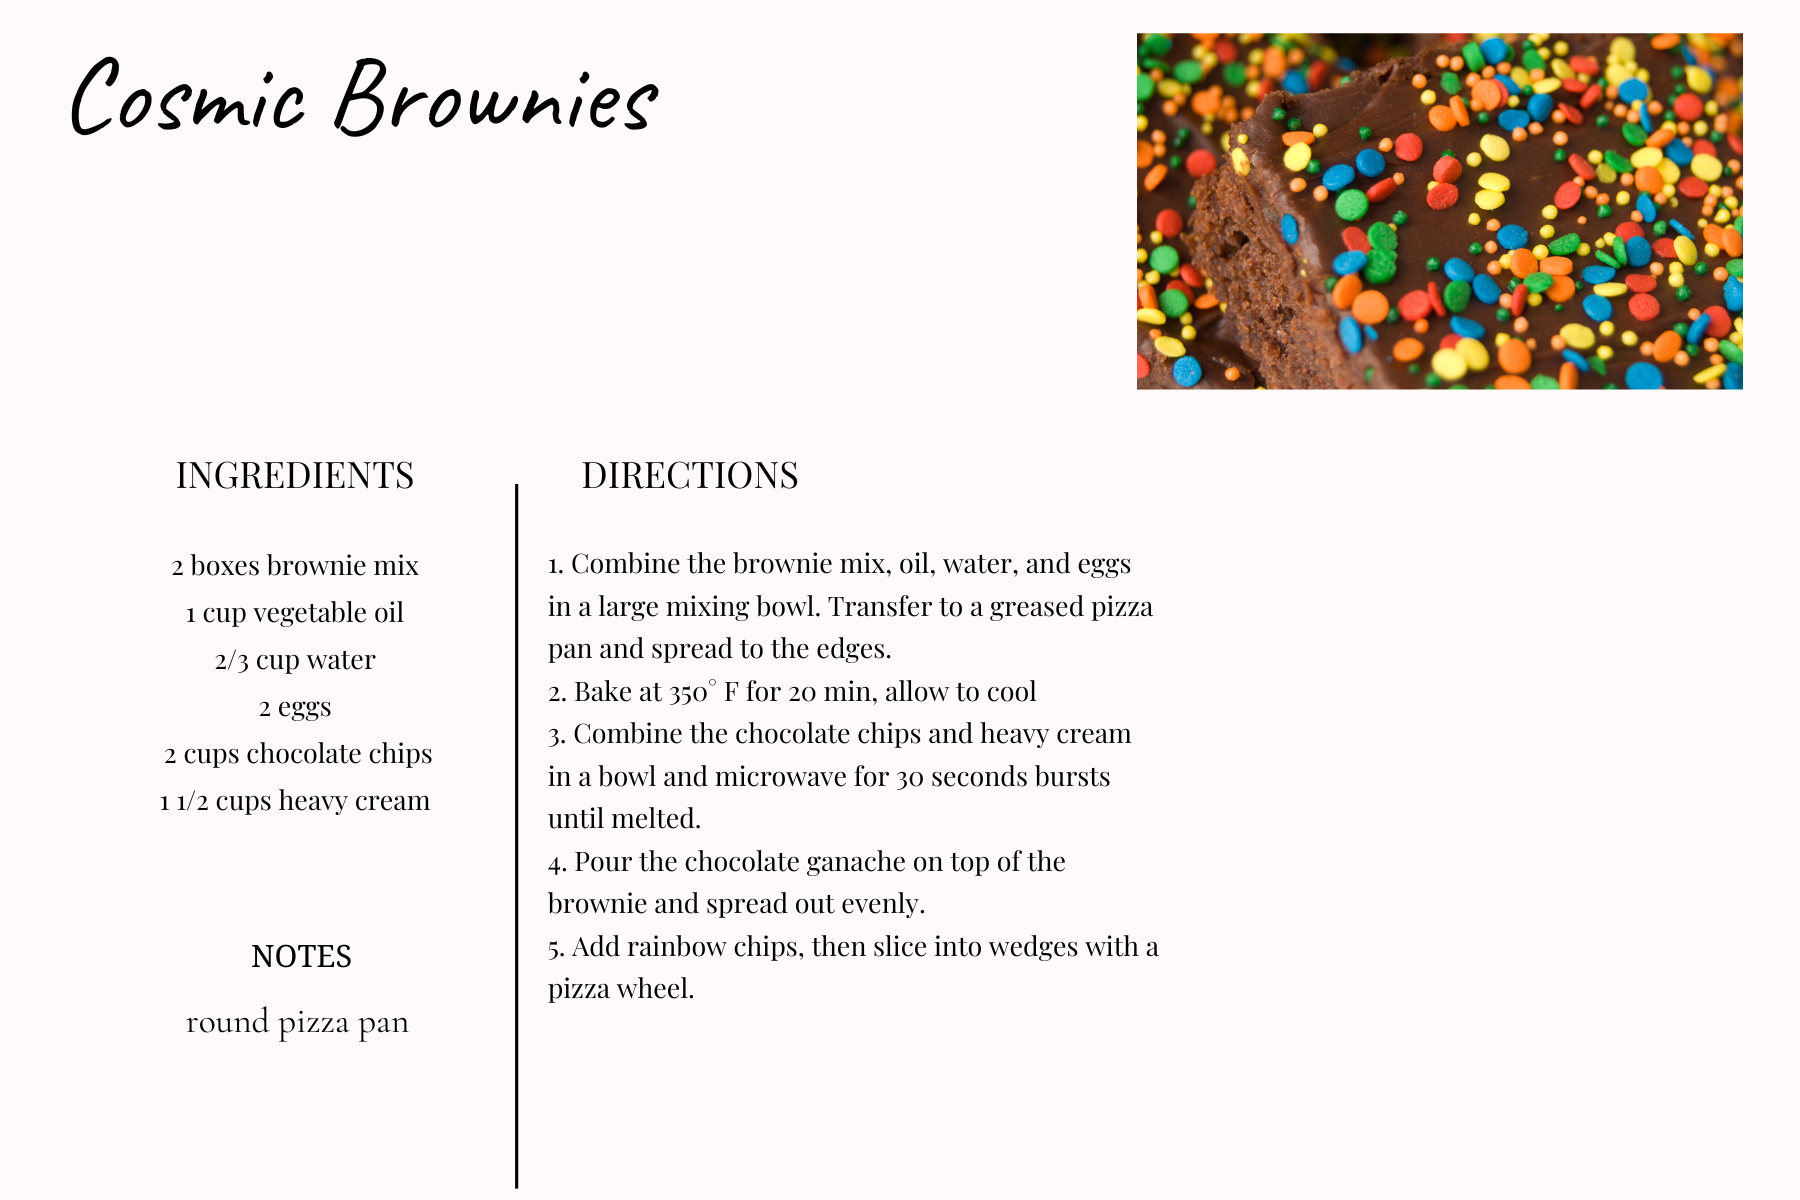 Cosmic Brownies
INGREDIENTS
2 boxes brownie mix
1 cup vegetable oil
2/3 cup water
2 eggs
2 cups chocolate chips
1 1/2 cups heavy cream
NOTES
round pizza pan
DIRECTIONS
1. Combine the brownie mix, oil, water, and eggs
in a large mixing bowl. Transfer to a greased pizza
pan and spread to the edges.
2. Bake at 350° F for 20 min, allow to cool
3. Combine the chocolate chips and heavy cream
in a bowl and microwave for 30 seconds bursts
until melted.
4. Pour the chocolate ganache on top of the
brownie and spread out evenly.
5. Add rainbow chips, then slice into wedges with a
pizza wheel.